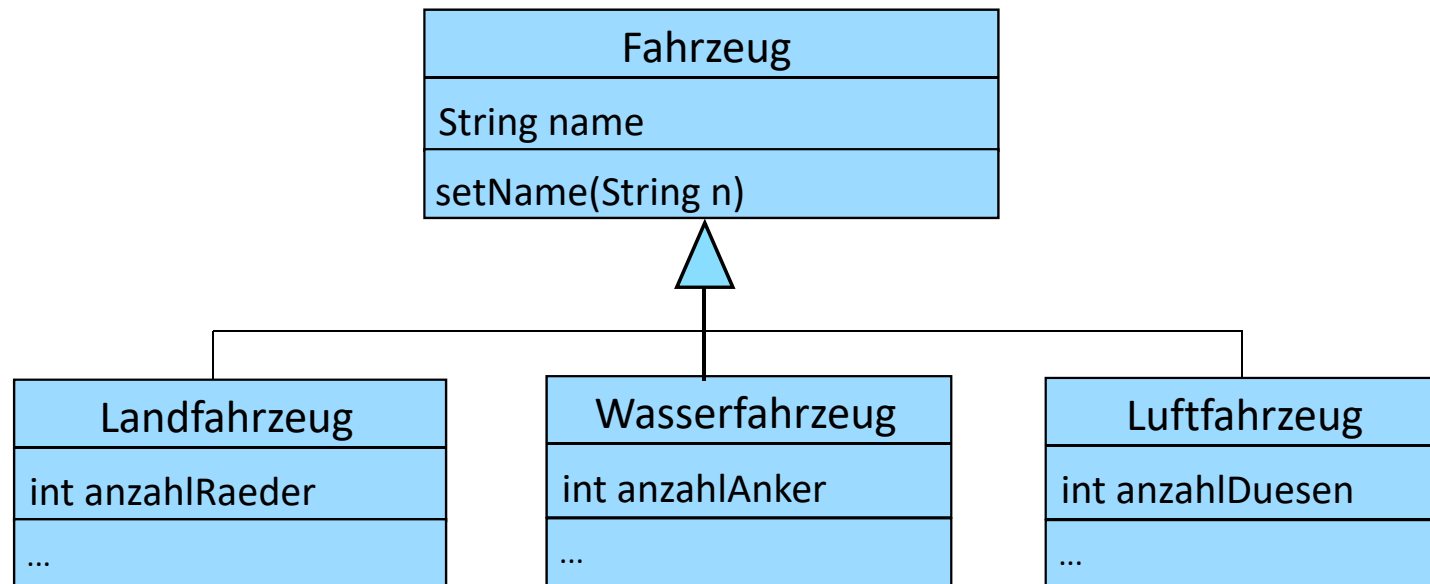 Fahrzeug
String name
setName(String n)
Landfahrzeug
int anzahlRaeder
...
Wasserfahrzeug
int anzahlAnker
...
Luftfahrzeug
int anzahlDuesen
...